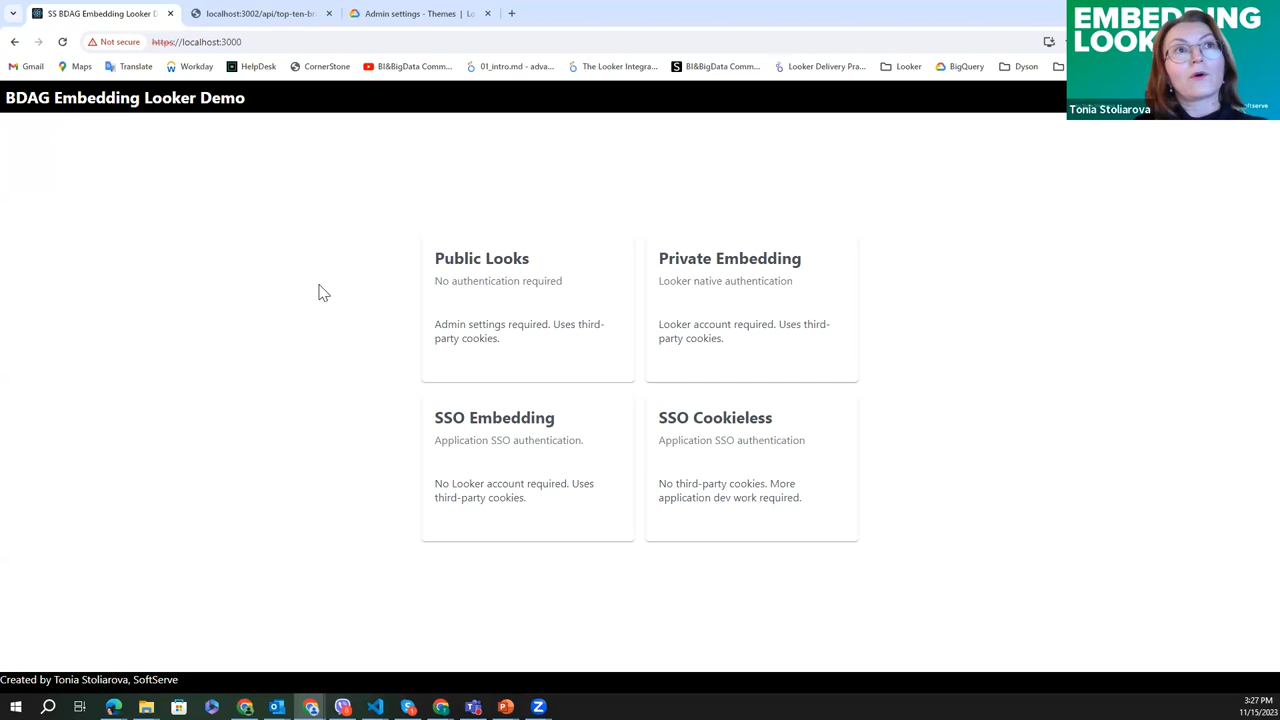 SS BDAG Embedding Looker D
localhost:3002/api/top-ten-br
Admin settings - Themes
Not secure
https://localhost:3000
Gmail
Maps
Translate
Workday
HelpDesk
CornerStone
BI&BigData Comm...
01_intro.md - adva...
The Looker Integra...
BI&BigData Comm...
Looker Delivery Pra...
Looker
BigQuery
Dyson
EMBEDDING
LOOK
Tonia Stoliarova
BDAG Embedding Looker Demo
Public Looks
No authentication required
Admin settings required. Uses third-
party cookies.
Private Embedding
Looker native authentication
Looker account required. Uses third-
party cookies.
SSO Embedding
Application SSO authentication.
No Looker account required. Uses
third-party cookies.
SSO Cookieless
Application SSO authentication
No third-party cookies. More
application dev work required.
Created by Tonia Stoliarova, SoftServe
3:27 PM
11/15/2023